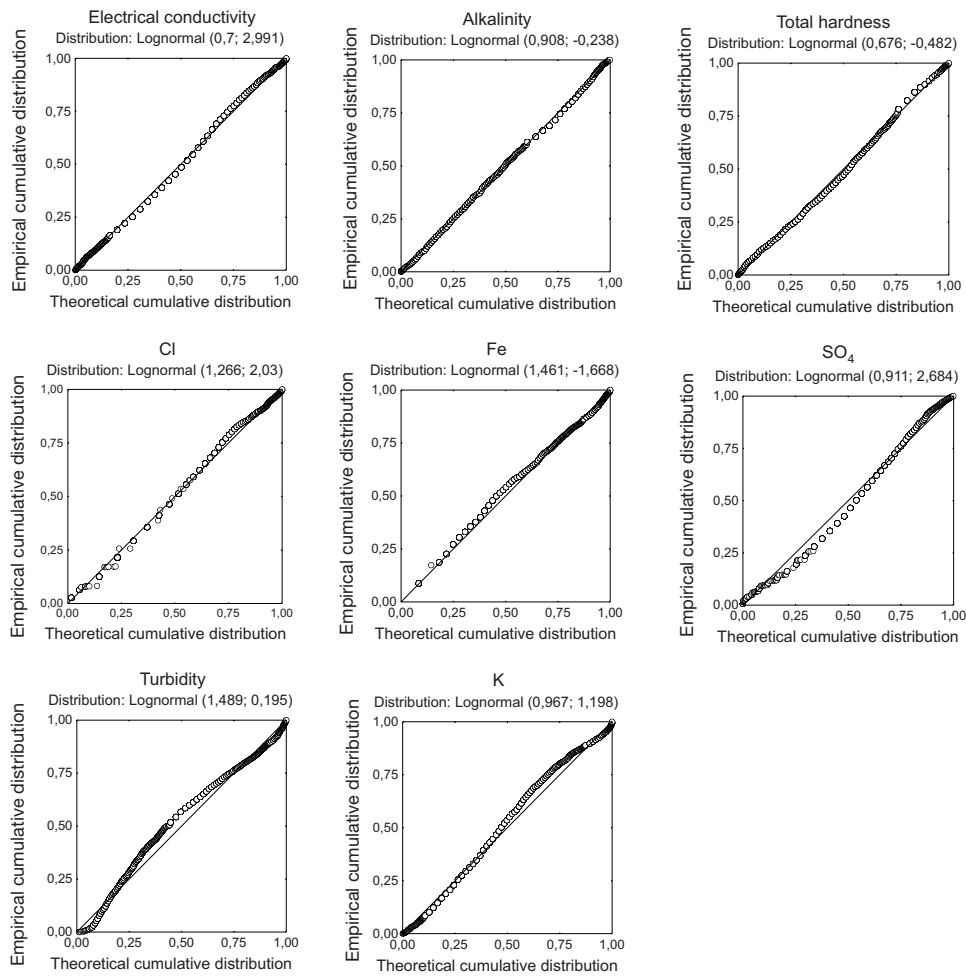 Electrical conductivity
Distribution: Lognormal (0,7; 2,991)
Empirical cumulative distribution
1,00
0,75
0,50
0,25
0,00
0,00 0,25 0,50 0,75 1,00
Theoretical cumulative distribution
Alkalinity
Distribution: Lognormal (0,908; -0,238)
Empirical cumulative distribution
1,00
0,75
0,50
0,25
0,00
0,00 0,25 0,50 0,75 1,00
Theoretical cumulative distribution
Total hardness
Distribution: Lognormal (0,676; -0,482)
Empirical cumulative distribution
1,00
0,75
0,50
0,25
0,00
0,00 0,25 0,50 0,75 1,00
Theoretical cumulative distribution
Cl
Distribution: Lognormal (1,266; 2,03)
Empirical cumulative distribution
1,00
0,75
0,50
0,25
0,00
0,00 0,25 0,50 0,75 1,00
Theoretical cumulative distribution
Fe
Distribution: Lognormal (1,461; -1,668)
Empirical cumulative distribution
1,00
0,75
0,50
0,25
0,00
0,00 0,25 0,50 0,75 1,00
Theoretical cumulative distribution
SO4
Distribution: Lognormal (0,911; 2,684)
Empirical cumulative distribution
1,00
0,75
0,50
0,25
0,00
0,00 0,25 0,50 0,75 1,00
Theoretical cumulative distribution
Turbidity
Distribution: Lognormal (1,489; 0,195)
Empirical cumulative distribution
1,00
0,75
0,50
0,25
0,00
0,00 0,25 0,50 0,75 1,00
Theoretical cumulative distribution
K
Distribution: Lognormal (0,967; 1,198)
Empirical cumulative distribution
1,00
0,75
0,50
0,25
0,00
0,00 0,25 0,50 0,75 1,00
Theoretical cumulative distribution